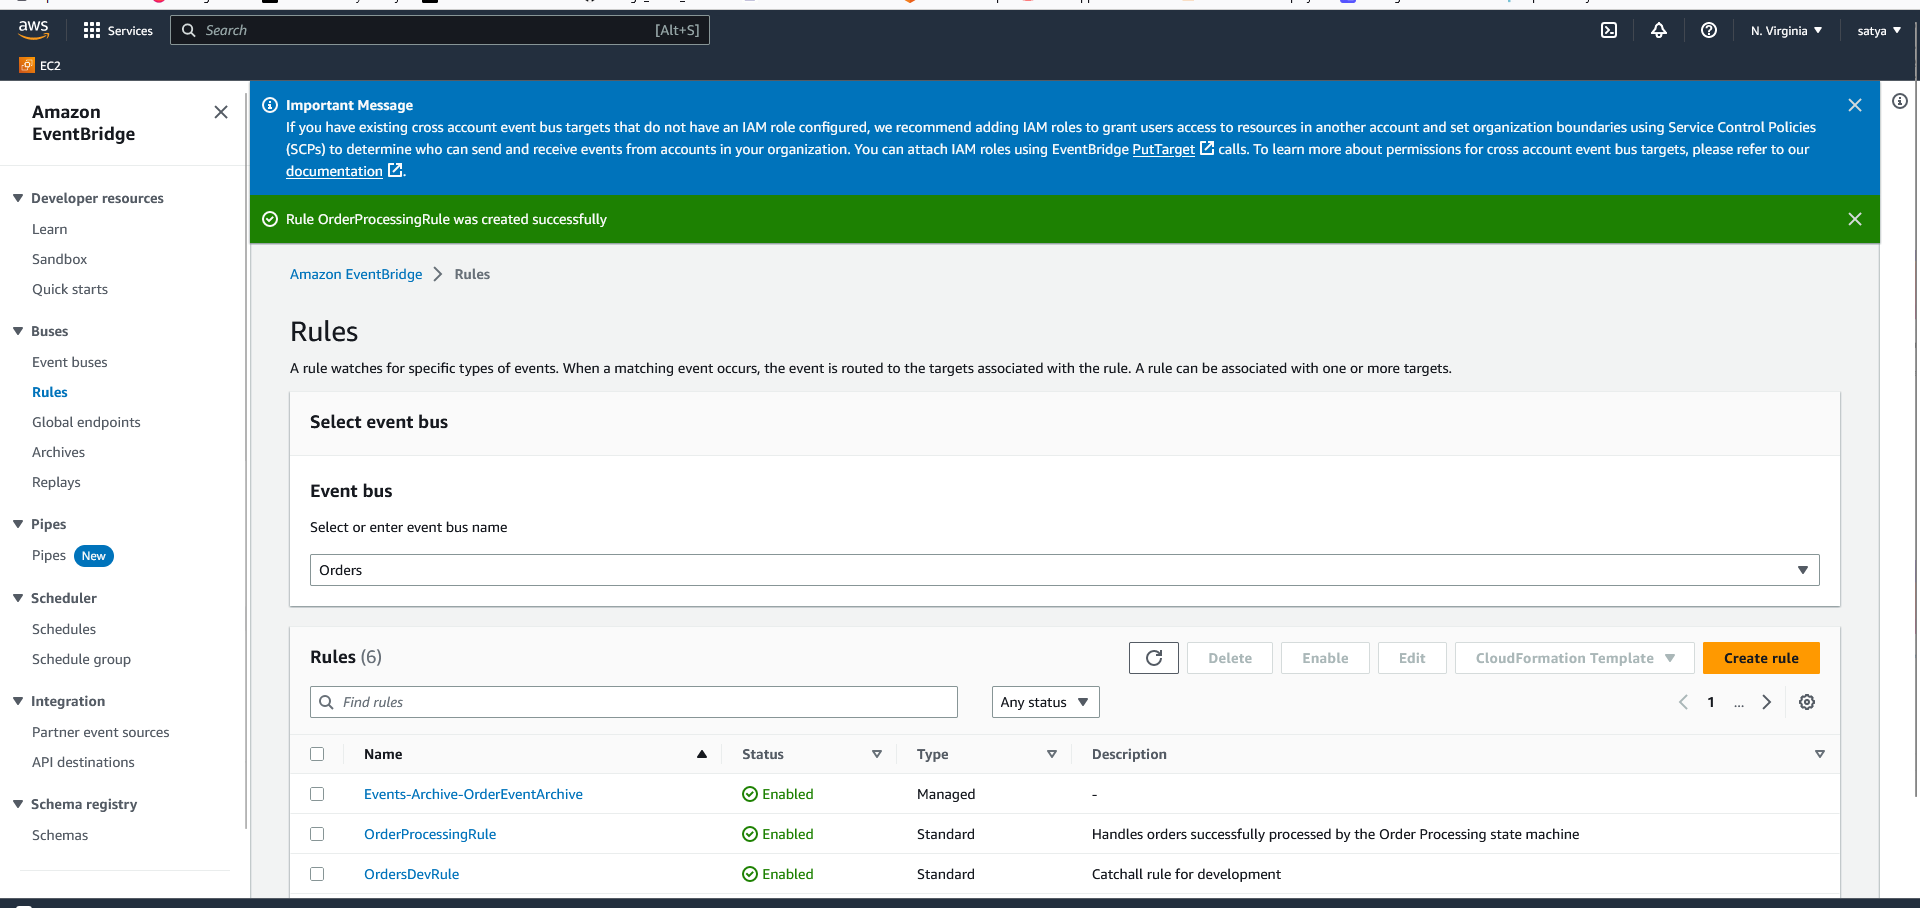 aws
Services
Search
[Alt+S]
N. Virginia
satya
EC2
Amazon
EventBridge
Developer resources
Learn
Sandbox
Quick starts
Buses
Event buses
Rules
Global endpoints
Archives
Replays
Pipes
Pipes New
Scheduler
Schedules
Schedule group
Integration
Partner event sources
API destinations
Schema registry
Schemas
Important Message
If you have existing cross account event bus targets that do not have an IAM role configured, we recommend adding IAM roles to grant users access to resources in another account and set organization boundaries using Service Control Policies
(SCPs) to determine who can send and receive events from accounts in your organization. You can attach IAM roles using EventBridge PutTarget calls. To learn more about permissions for cross account event bus targets, please refer to our
documentation.
Rule OrderProcessingRule was created successfully
Amazon EventBridge > Rules
Rules
A rule watches for specific types of events. When a matching event occurs, the event is routed to the targets associated with the rule. A rule can be associated with one or more targets.
Select event bus
Event bus
Select or enter event bus name
Orders
Rules (6)
Delete
Enable
Edit
CloudFormation Template
Create rule
Find rules
Any status
1 ...
Name Status Type Description
Events-Archive-OrderEventArchive Enabled Managed -
OrderProcessingRule Enabled Standard Handles orders successfully processed by the Order Processing state machine
OrdersDevRule Enabled Standard Catchall rule for development